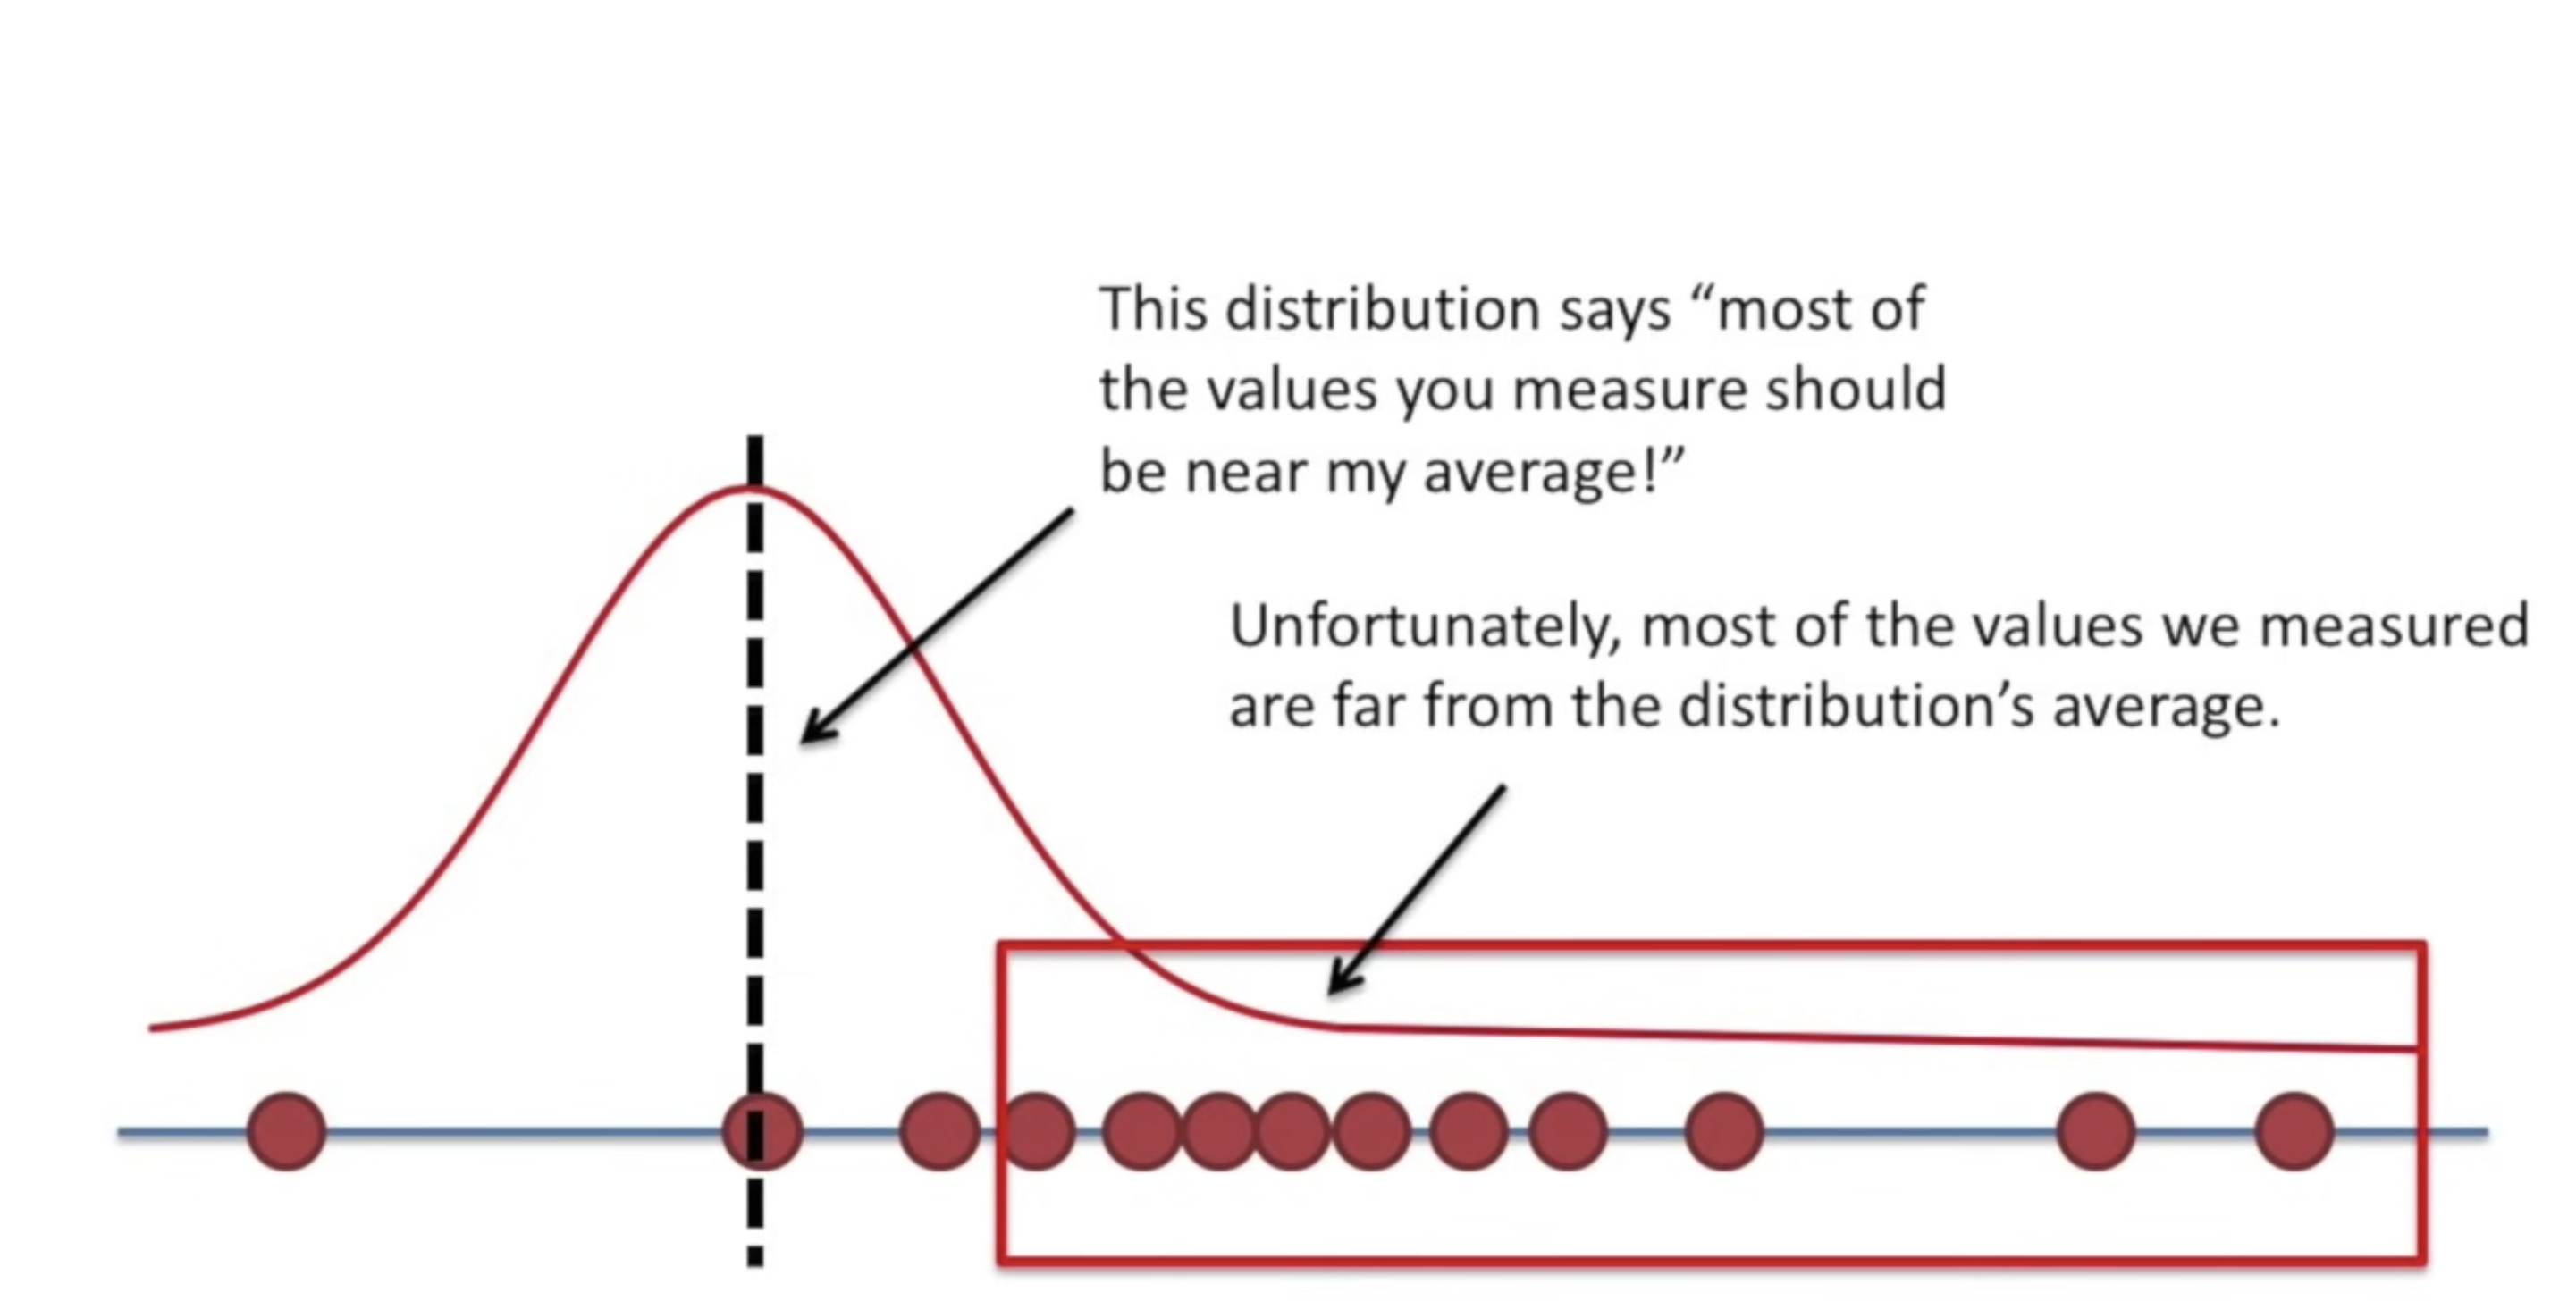 This distribution says “most of
the values you measure should
be near my average!”
Unfortunately, most of the values we measured
are far from the distribution’s average.